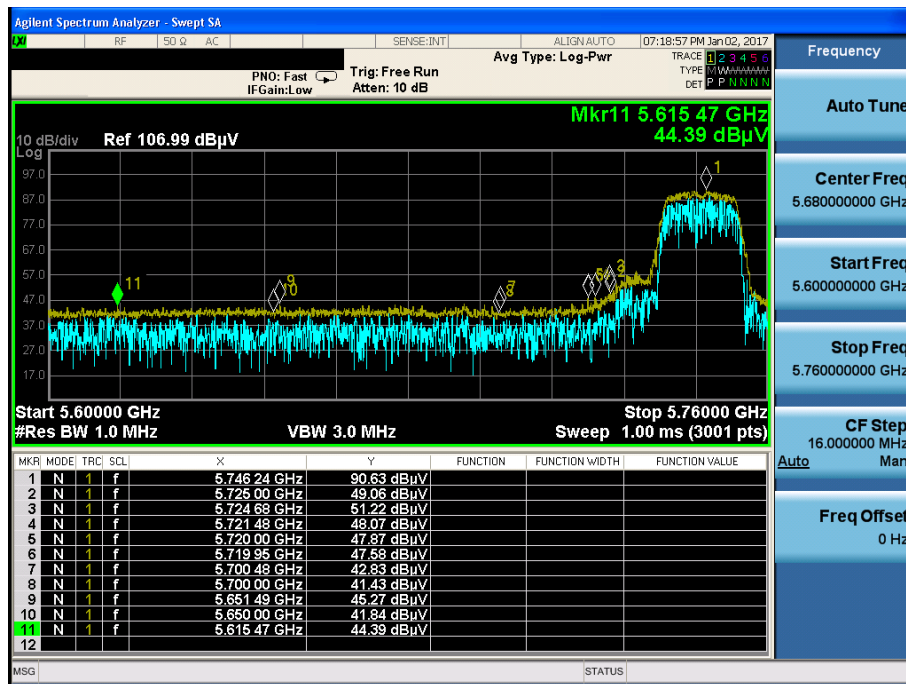 Agilent Spectrum Analyzer - Swept SA
LXI RF 50 Ω AC SENSE:INT ALIGN AUTO 07:18:57 PM Jan 02, 2017
Frequency
PNO: Fast Trig: Free Run Avg Type: Log-Pwr TRACE 1 2 3 4 5 6
IFGain:Low Atten: 10 dB TYPE MWWWWW
DET P P N N N N
Auto Tune
Mkr11 5.615 47 GHz
10 dB/div Ref 106.99 dBµV 44.39 dBµV
Log
97.0
87.0
77.0
67.0
57.0
47.0
37.0
27.0
17.0
1
11
9
10
8
3
Center Freq
5.680000000 GHz
Start Freq
5.600000000 GHz
Stop Freq
5.760000000 GHz
Start 5.60000 GHz Stop 5.76000 GHz
#Res BW 1.0 MHz VBW 3.0 MHz Sweep 1.00 ms (3001 pts)
CF Step
16.000000 MHz
Auto Man
Freq Offset
0 Hz
MKR MODE TRC SCL X Y FUNCTION FUNCTION WIDTH FUNCTION VALUE
1 N 1 f 5.746 24 GHz 90.63 dBµV
2 N 1 f 5.725 00 GHz 49.06 dBµV
3 N 1 f 5.724 68 GHz 51.22 dBµV
4 N 1 f 5.721 48 GHz 48.07 dBµV
5 N 1 f 5.720 00 GHz 47.87 dBµV
6 N 1 f 5.719 95 GHz 47.58 dBµV
7 N 1 f 5.700 48 GHz 42.83 dBµV
8 N 1 f 5.700 00 GHz 41.43 dBµV
9 N 1 f 5.651 49 GHz 45.27 dBµV
10 N 1 f 5.650 00 GHz 41.84 dBµV
11 N 1 f 5.615 47 GHz 44.39 dBµV
12
MSG STATUS